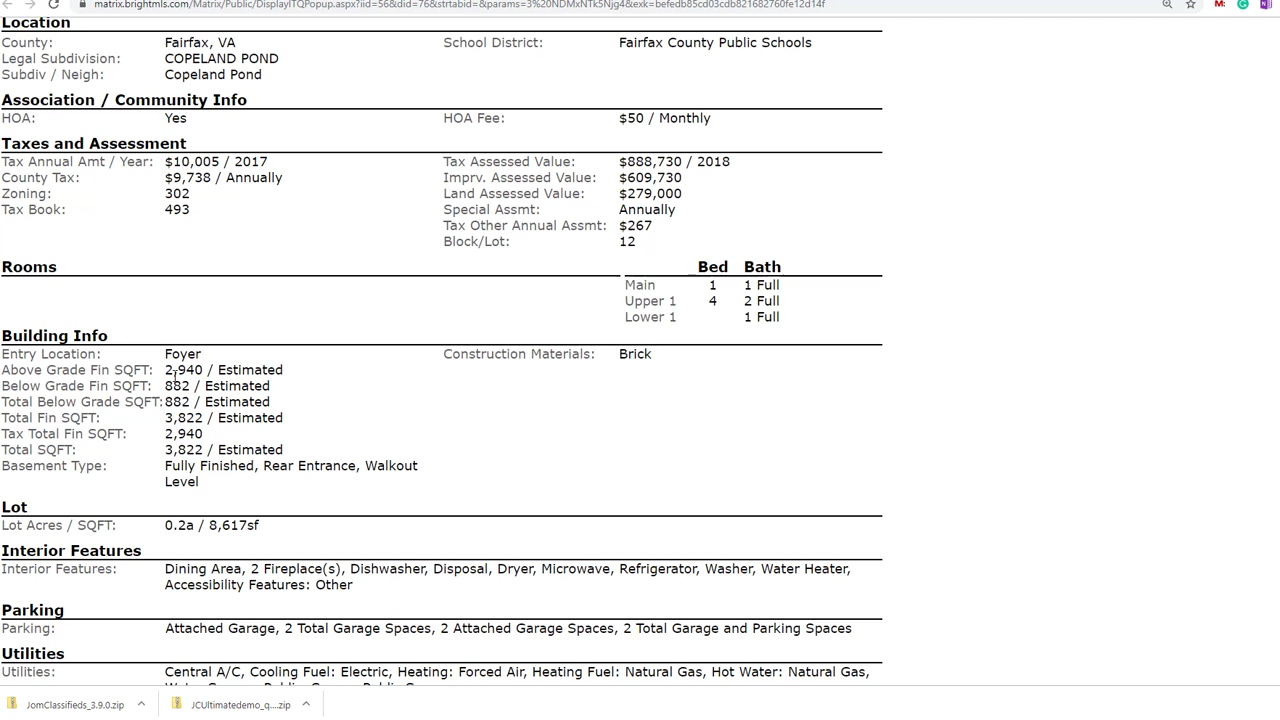 matrix.brightmls.com/Matrix/Public/DisplayITQPopup.aspx?iid=56&did=76&strtabid=&params=3%20NDMxNTk5Njg4&exk=befedb85cd03cdb821682760fe12d14f
M:
Location
County: Fairfax, VA School District: Fairfax County Public Schools
Legal Subdivision: COPELAND POND
Subdiv / Neigh: Copeland Pond
Association / Community Info
HOA: Yes HOA Fee: $50 / Monthly
Taxes and Assessment
Tax Annual Amt / Year: $10,005 / 2017 Tax Assessed Value: $888,730 / 2018
County Tax: $9,738 / Annually Imprv. Assessed Value: $609,730
Zoning: 302 Land Assessed Value: $279,000
Tax Book: 493 Special Assmt: Annually
Tax Other Annual Assmt: $267
Block/Lot: 12
Rooms Bed Bath
Main 1 1 Full
Upper 1 4 2 Full
Lower 1 1 Full
Building Info
Entry Location: Foyer Construction Materials: Brick
Above Grade Fin SQFT: 2,940 / Estimated
Below Grade Fin SQFT: 882 / Estimated
Total Below Grade SQFT: 882 / Estimated
Total Fin SQFT: 3,822 / Estimated
Tax Total Fin SQFT: 2,940
Total SQFT: 3,822 / Estimated
Basement Type: Fully Finished, Rear Entrance, Walkout
Level
Lot
Lot Acres / SQFT: 0.2a / 8,617sf
Interior Features
Interior Features: Dining Area, 2 Fireplace(s), Dishwasher, Disposal, Dryer, Microwave, Refrigerator, Washer, Water Heater,
Accessibility Features: Other
Parking
Parking: Attached Garage, 2 Total Garage Spaces, 2 Attached Garage Spaces, 2 Total Garage and Parking Spaces
Utilities
Utilities: Central A/C, Cooling Fuel: Electric, Heating: Forced Air, Heating Fuel: Natural Gas, Hot Water: Natural Gas,
JomClassifieds_3.9.0.zip JCUltimatedemo_q....zip